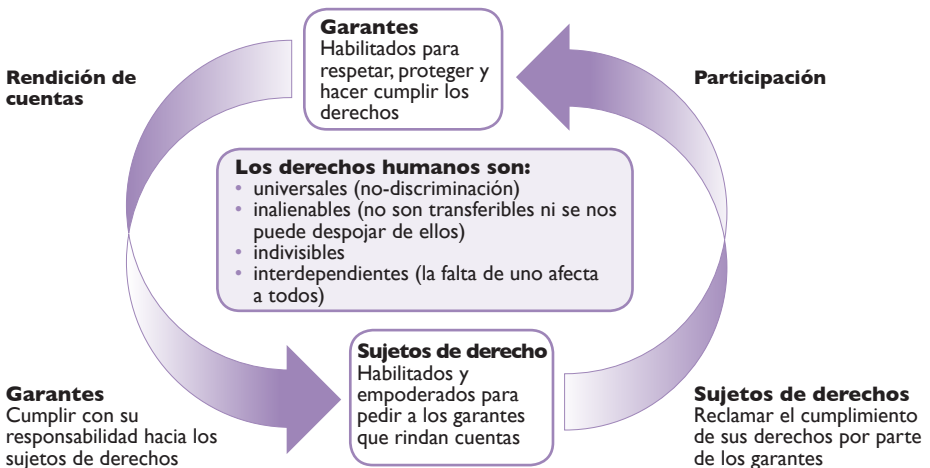 Garantes
Habilitados para
respetar, proteger y
hacer cumplir los
derechos
Rendición de
cuentas
Participación
Los derechos humanos son:
• universales (no-discriminación)
• inalienables (no son transferibles ni se nos
puede despojar de ellos)
• indivisibles
• interdependientes (la falta de uno afecta
a todos)
Sujetos de derecho
Habilitados y
empoderados para
pedir a los garantes
que rindan cuentas
Garantes
Cumplir con su
responsabilidad hacia los
sujetos de derechos
Sujetos de derechos
Reclamar el cumplimiento
de sus derechos por parte
de los garantes